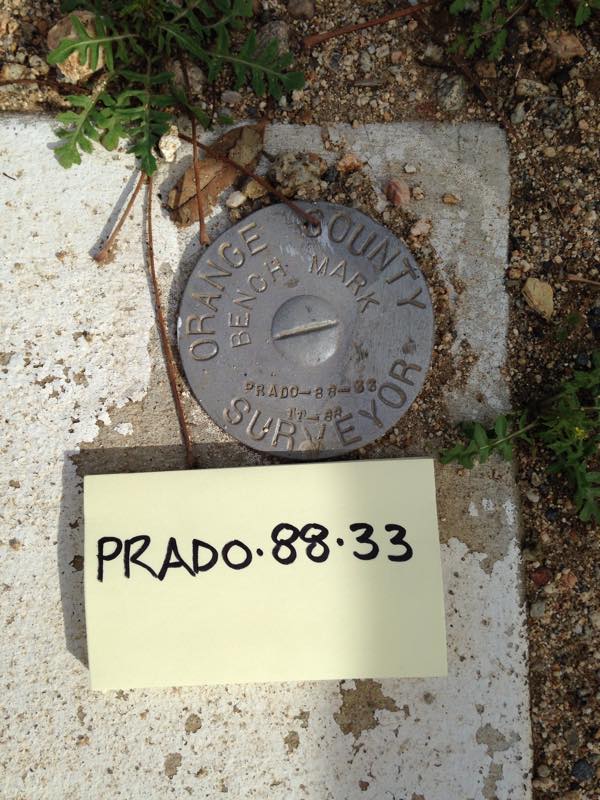 ORANGE COUNTY
BENCH MARK
PRADO-88-33
SURVEYOR
PRADO.88.33